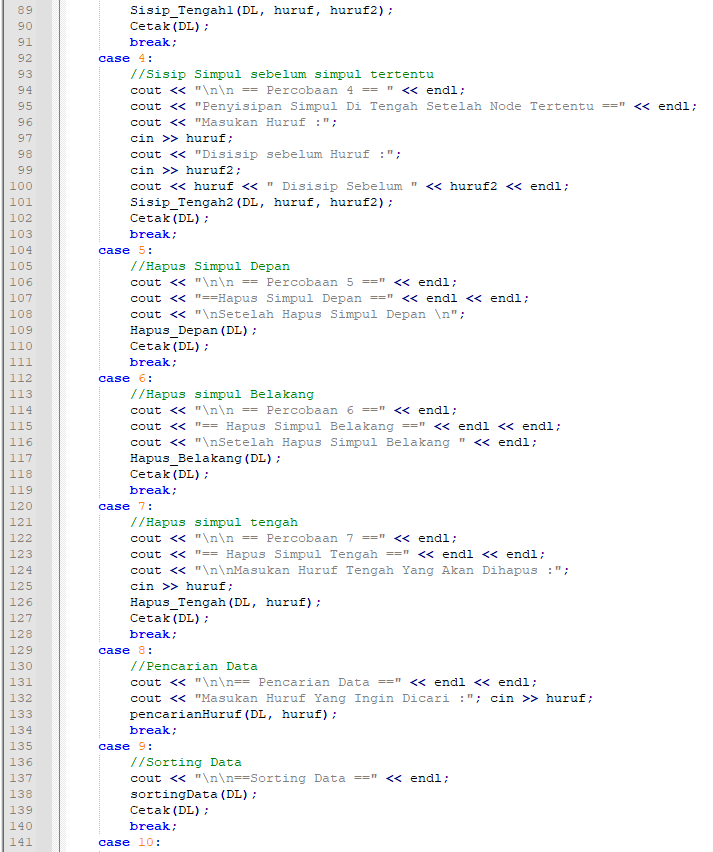 89 Sisip_Tengah1(DL, huruf, huruf2);
90 Cetak(DL);
91 break;
92 case 4:
93 //Sisip Simpul sebelum simpul tertentu
94 cout << "\n\n == Percobaan 4 == " << endl;
95 cout << "Penyisipan Simpul Di Tengah Setelah Node Tertentu ==" << endl;
96 cout << "Masukan Huruf :";
97 cin >> huruf;
98 cout << "Disisip sebelum Huruf :";
99 cin >> huruf2;
100 cout << huruf << " Disisip Sebelum " << huruf2 << endl;
101 Sisip_Tengah2(DL, huruf, huruf2);
102 Cetak(DL);
103 break;
104 case 5:
105 //Hapus Simpul Depan
106 cout << "\n\n == Percobaan 5 ==" << endl;
107 cout << "==Hapus Simpul Depan ==" << endl << endl;
108 cout << "\nSetelah Hapus Simpul Depan \n";
109 Hapus_Depan(DL);
110 Cetak(DL);
111 break;
112 case 6:
113 //Hapus simpul Belakang
114 cout << "\n\n == Percobaan 6 ==" << endl;
115 cout << "== Hapus Simpul Belakang ==" << endl << endl;
116 cout << "\nSetelah Hapus Simpul Belakang " << endl;
117 Hapus_Belakang(DL);
118 Cetak(DL);
119 break;
120 case 7:
121 //Hapus simpul tengah
122 cout << "\n\n == Percobaan 7 ==" << endl;
123 cout << "== Hapus Simpul Tengah ==" << endl << endl;
124 cout << "\n\nMasukan Huruf Tengah Yang Akan Dihapus :";
125 cin >> huruf;
126 Hapus_Tengah(DL, huruf);
127 Cetak(DL);
128 break;
129 case 8:
130 //Pencarian Data
131 cout << "\n\n== Pencarian Data ==" << endl << endl;
132 cout << "Masukan Huruf Yang Ingin Dicari :"; cin >> huruf;
133 pencarianHuruf(DL, huruf);
134 break;
135 case 9:
136 //Sorting Data
137 cout << "\n\n==Sorting Data ==" << endl;
138 sortingData(DL);
139 Cetak(DL);
140 break;
141 case 10: